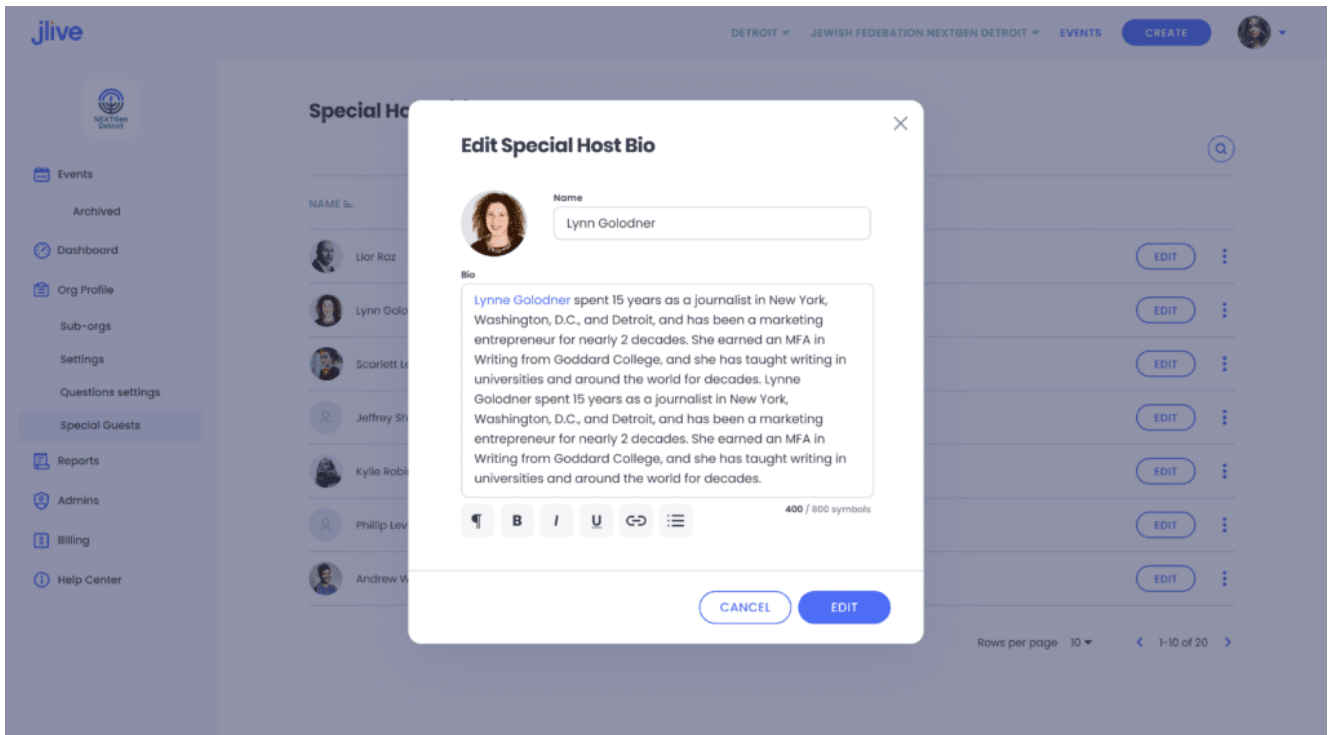 jlive
DETROIT
JEWISH FEDERATION NEXTGEN DETROIT
EVENTS
CREATE
NEXTGen
Detroit
Events
Archived
Dashboard
Org Profile
Sub-orgs
Settings
Questions settings
Special Guests
Reports
Admins
Billing
Help Center
Special Ho
NAME
Lior Raz
EDIT
Lynn Golo
EDIT
Scarlett Le
EDIT
Jeffrey Sh
EDIT
Kylie Robi
EDIT
Phillip Lev
EDIT
Andrew W
EDIT
Rows per page 10
1-10 of 20
Edit Special Host Bio
Name
Lynn Golodner
Bio
Lynne Golodner spent 15 years as a journalist in New York,
Washington, D.C., and Detroit, and has been a marketing
entrepreneur for nearly 2 decades. She earned an MFA in
Writing from Goddard College, and she has taught writing in
universities and around the world for decades. Lynne
Golodner spent 15 years as a journalist in New York,
Washington, D.C., and Detroit, and has been a marketing
entrepreneur for nearly 2 decades. She earned an MFA in
Writing from Goddard College, and she has taught writing in
universities and around the world for decades.
¶ B I U
400 / 800 symbols
CANCEL
EDIT